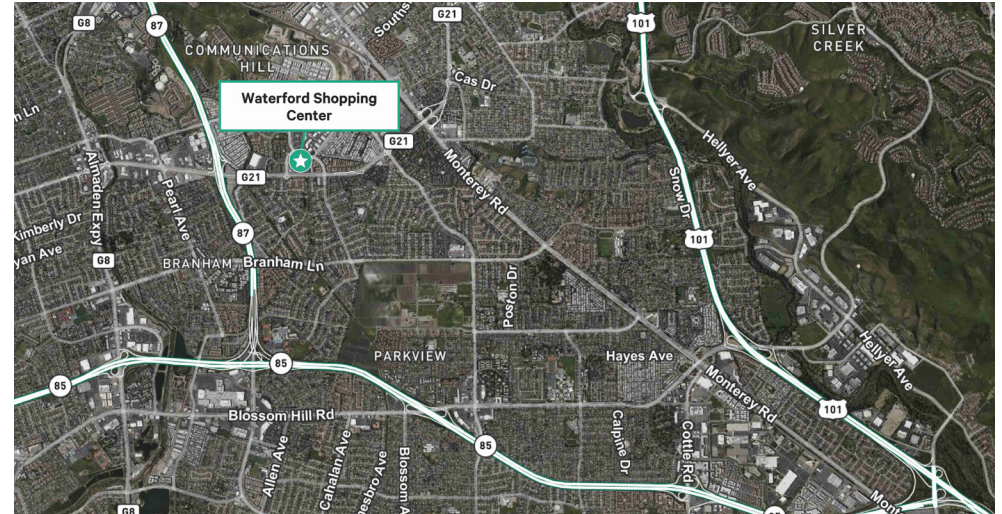 G8
87
COMMUNICATIONS
HILL
G21
101
SILVER
CREEK
Cas Dr
Waterford Shopping
Center
G21
Hellyer Ave
Monterey Rd
Almaden Expy
Pearl Ave
G21
Snow Dr
Kimberly Dr
87
101
G8
BRANHAM
Branham Ln
Poston Dr
PARKVIEW
Hayes Ave
Hellyer Ave
85
85
Monterey Rd
101
Blossom Hill Rd
Calpine Dr
Cottle Rd
Allen Ave
Cahalan Ave
Blossom
85
G8